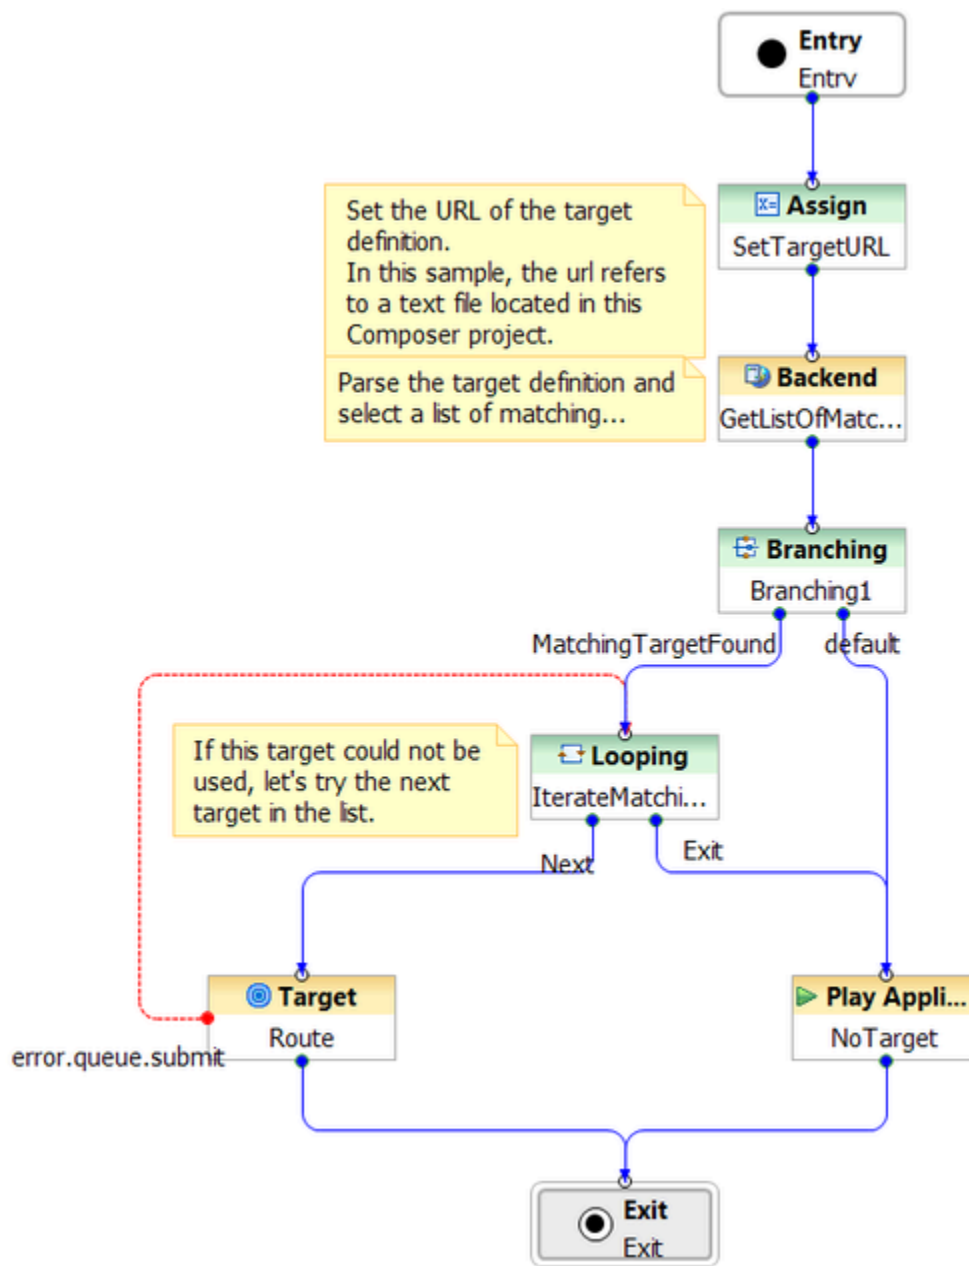 Entry
Entry
Set the URL of the target
definition.
In this sample, the url refers
to a text file located in this
Composer project.
Assign
SetTargetURL
Parse the target definition and
select a list of matching...
Backend
GetListOfMatc...
Branching
Branching1
MatchingTargetFound
default
If this target could not be
used, let's try the next
target in the list.
Looping
IterateMatchi...
Next
Exit
Target
Route
error.queue.submit
Play Appli...
NoTarget
Exit
Exit